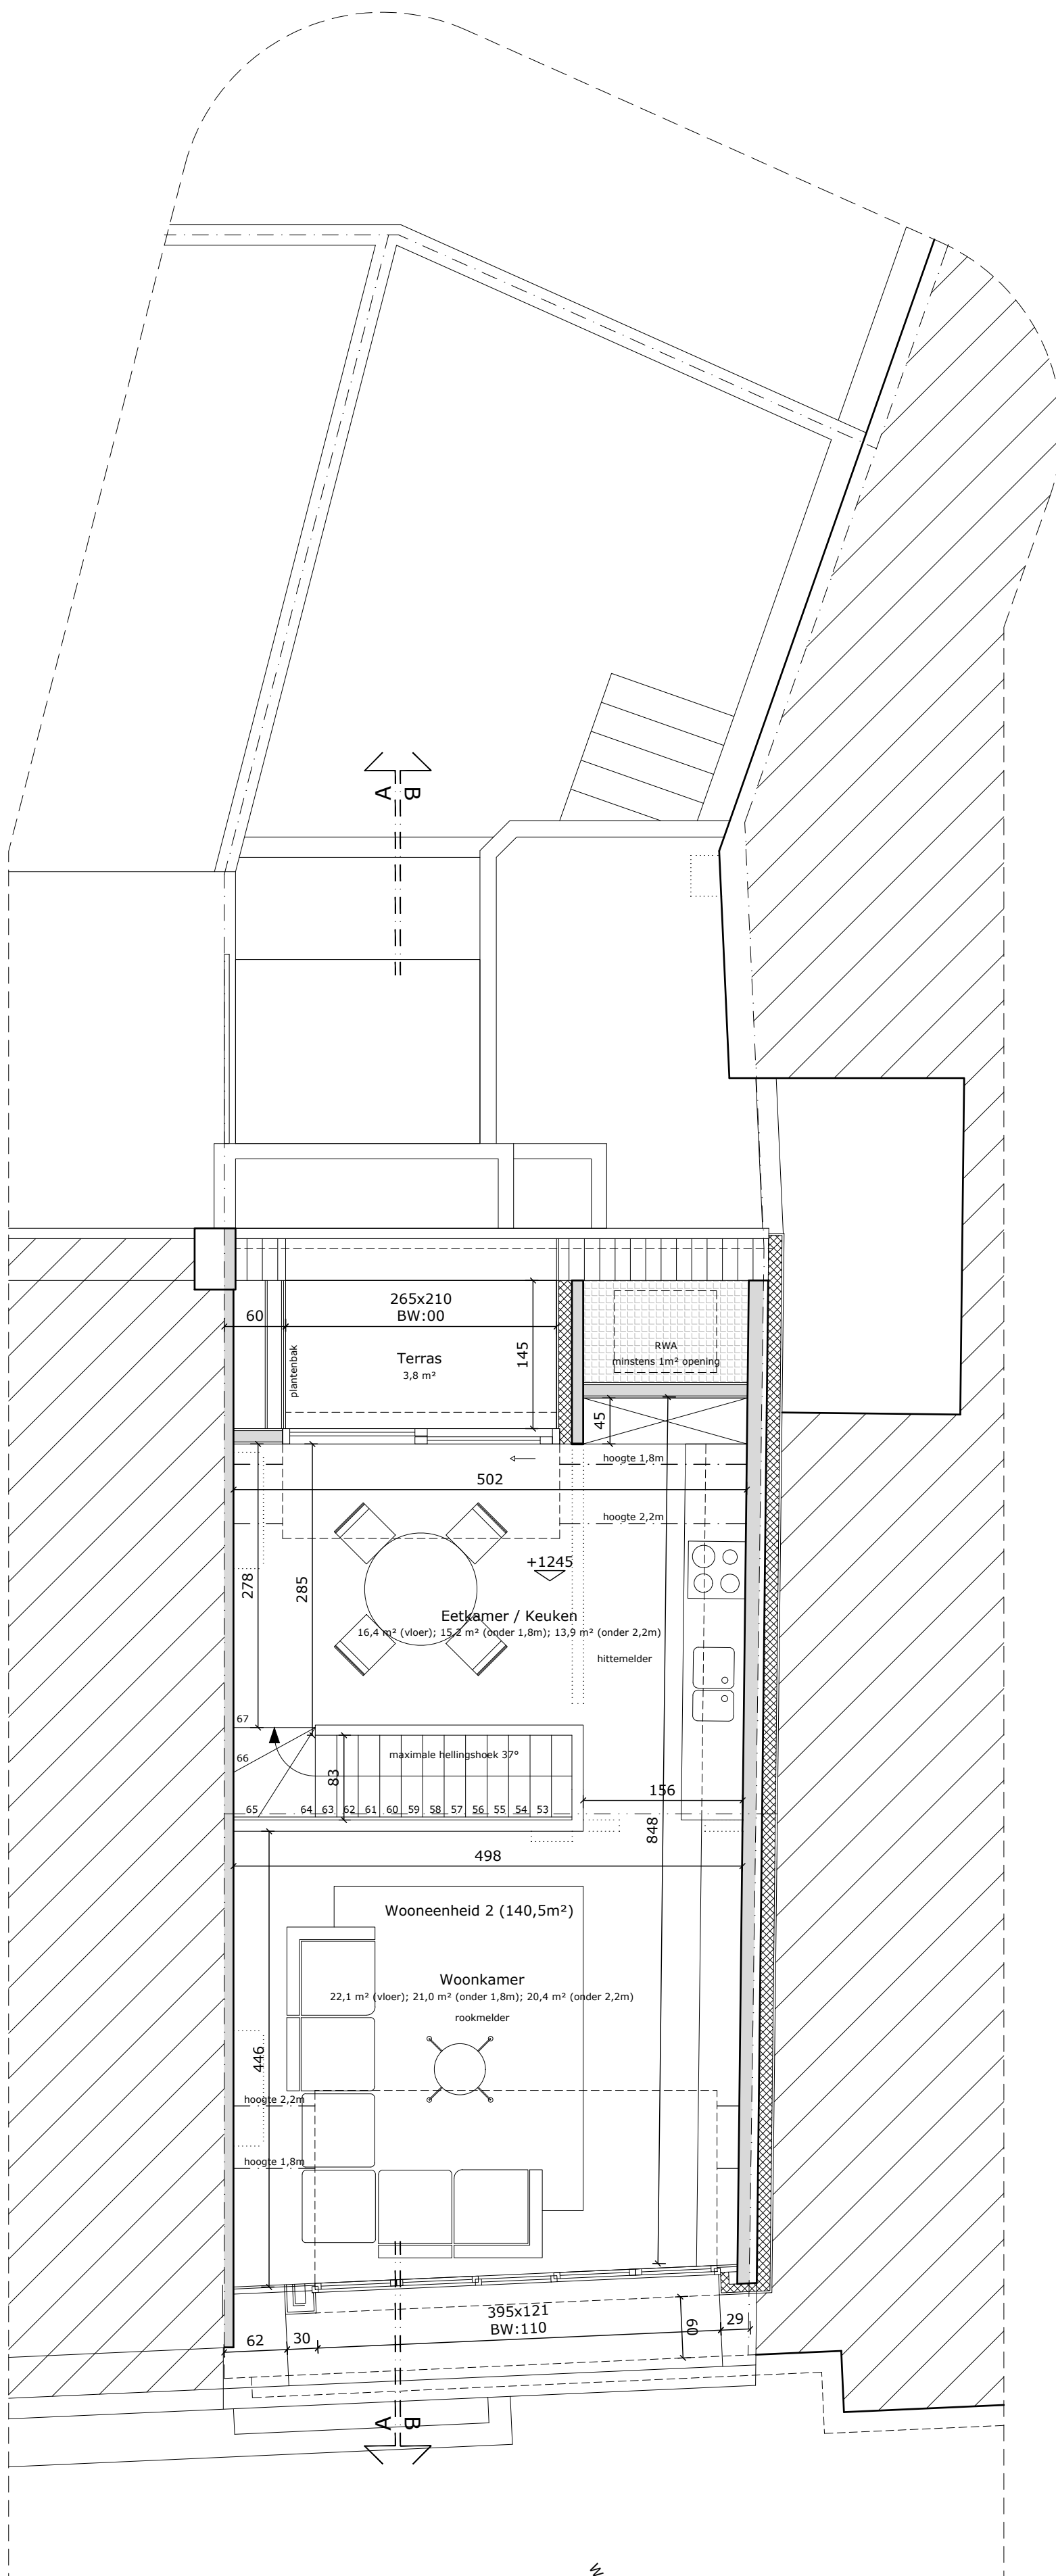 A
B
265x210
BW:00
60
plantenbak
Terras
3,8 m²
145
RWA
minstens 1m² opening
45
hoogte 1,8m
502
hoogte 2,2m
+1245
278
285
Eetkamer / Keuken
16,4 m² (vloer); 15,2 m² (onder 1,8m); 13,9 m² (onder 2,2m)
hittemelder
67
66
maximale hellingshoek 37°
83
65 64 63 62 61 60 59 58 57 56 55 54 53
156
848
498
Wooneenheid 2 (140,5m²)
Woonkamer
22,1 m² (vloer); 21,0 m² (onder 1,8m); 20,4 m² (onder 2,2m)
rookmelder
446
hoogte 2,2m
hoogte 1,8m
395x121
BW:110
62
30
60
29
A
B
W